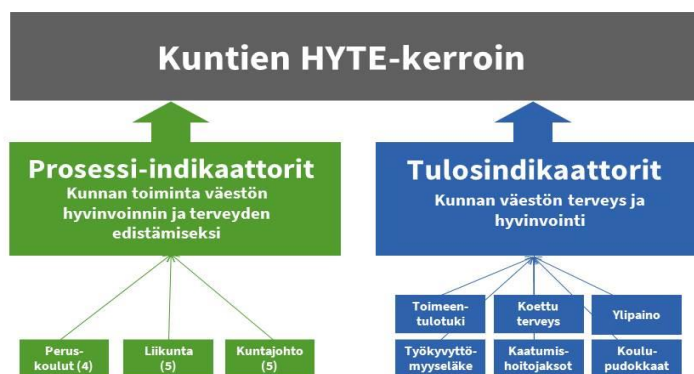 Kuntien HYTE-kerroin
Prosessi-indikaattorit
Kunnan toiminta väestön
hyvinvoinnin ja terveyden
edistämiseksi
Tulosindikaattorit
Kunnan väestön terveys ja
hyvinvointi
Toimeen-
tulotuki
Koettu
terveys
Ylipaino
Perus-
koulut (4)
Liikunta
(5)
Kuntajohto
(5)
Työkyvyttö-
myyseläke
Kaatumis-
hoitojaksot
Koulu-
pudokkaat